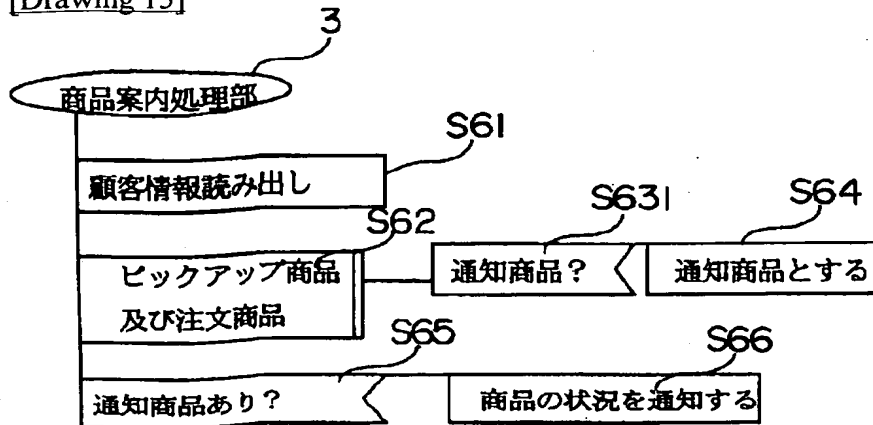 [Drawing 13]
3
商品案内処理部
S61
顧客情報読み出し
S62
S631
S64
ピックアップ商品
及び注文商品
通知商品?
通知商品とする
S65
S66
通知商品あり?
商品の状況を通知する